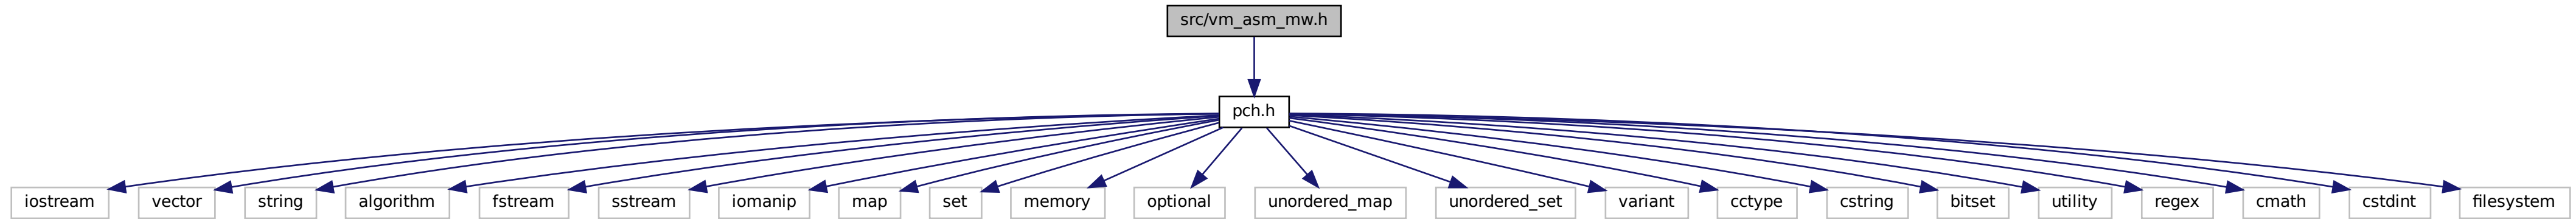 src/vm_asm_mw.h
pch.h
iostream
vector
string
algorithm
fstream
sstream
iomanip
map
set
memory
optional
unordered_map
unordered_set
variant
cctype
cstring
bitset
utility
regex
cmath
cstdint
filesystem